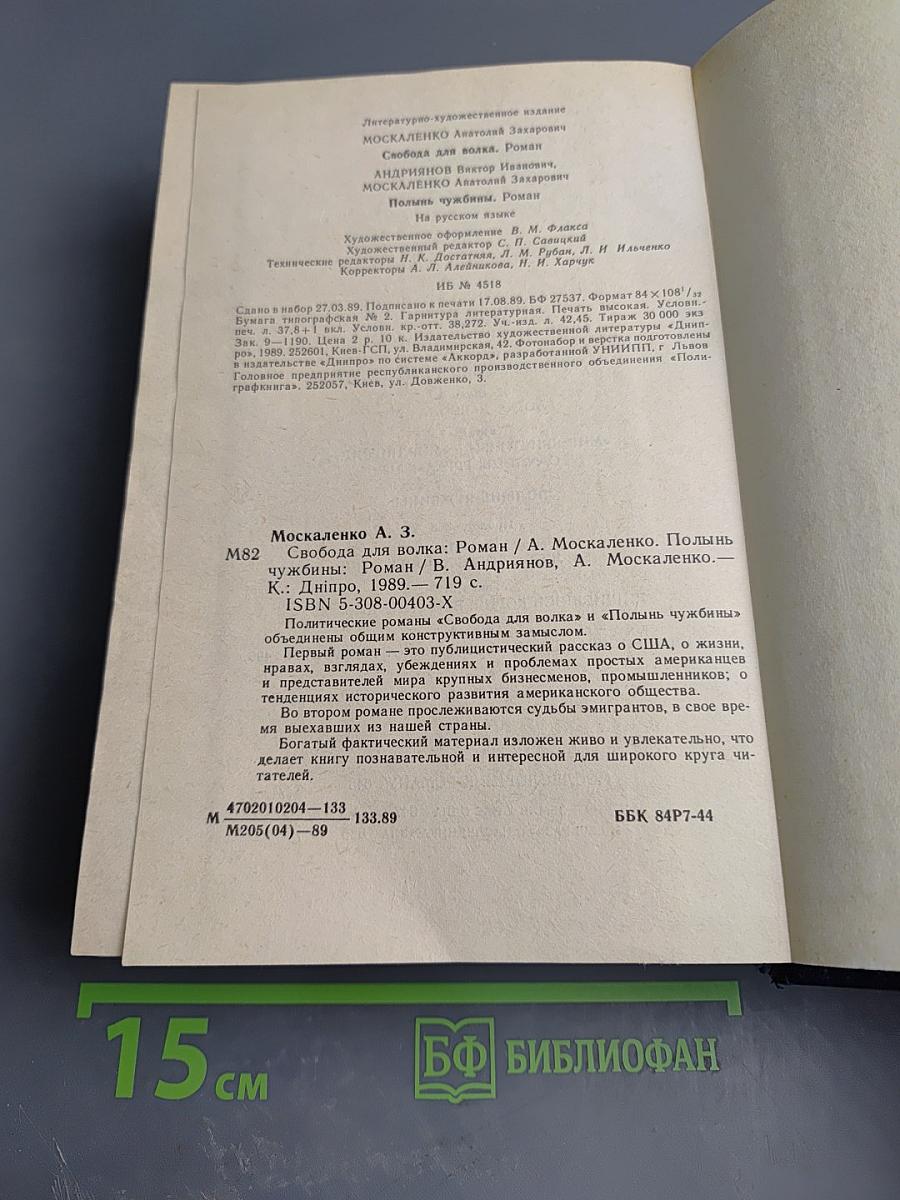 Литературно-художественное издание
МОСКАЛЕНКО Анатолий Захарович
Свобода для волка. Роман
АНДРИЯНОВ Виктор Иванович,
МОСКАЛЕНКО Анатолий Захарович
Полынь чужбины. Роман
На русском языке
Художественное оформление В. М. Флакса
Художественный редактор С. П. Савицкий
Технические редакторы Н. К. Достатняя, Л. М. Рубан, Л. И Ильченко
Корректоры А. Л. Алейникова, Н. И. Харчук
ИБ № 4518
Сдано в набор 27.03.89. Подписано к печати 17.08.89. БФ 27537. Формат 84×108¹/₃₂
Бумага типографская № 2. Гарнитура литературная. Печать высокая. Условн.-
печ. л. 37,8+1 вкл. Условн. кр.-отт. 38,272. Уч.-изд. л. 42,45. Тираж 30 000 экз
Зак. 9—1190. Цена 2 р. 10 к. Издательство художественной литературы «Днип-
ро», 1989. 252601, Киев-ГСП, ул. Владимирская, 42. Фотонабор и верстка подготовлены
в издательстве «Днипро» по системе «Аккорд», разработанной УНИИПП, г Львов
Головное предприятие республиканского производственного объединения «Поли-
графкнига». 252057, Киев, ул. Довженко, 3.
Москаленко А. З.
М82 Свобода для волка: Роман / А. Москаленко. Полынь
чужбины: Роман / В. Андриянов, А. Москаленко.—
К.: Дніпро, 1989.— 719 с.
ISBN 5-308-00403-X
Политические романы «Свобода для волка» и «Полынь чужбины»
объединены общим конструктивным замыслом.
Первый роман — это публицистический рассказ о США, о жизни,
нравах, взглядах, убеждениях и проблемах простых американцев
и представителей мира крупных бизнесменов, промышленников; о
тенденциях исторического развития американского общества.
Во втором романе прослеживаются судьбы эмигрантов, в свое вре-
мя выехавших из нашей страны.
Богатый фактический материал изложен живо и увлекательно, что
делает книгу познавательной и интересной для широкого круга чи-
тателей.
М 4702010204—133 133.89 ББК 84Р7-44
М205(04)—89
15 см БФ БИБЛИОФАН